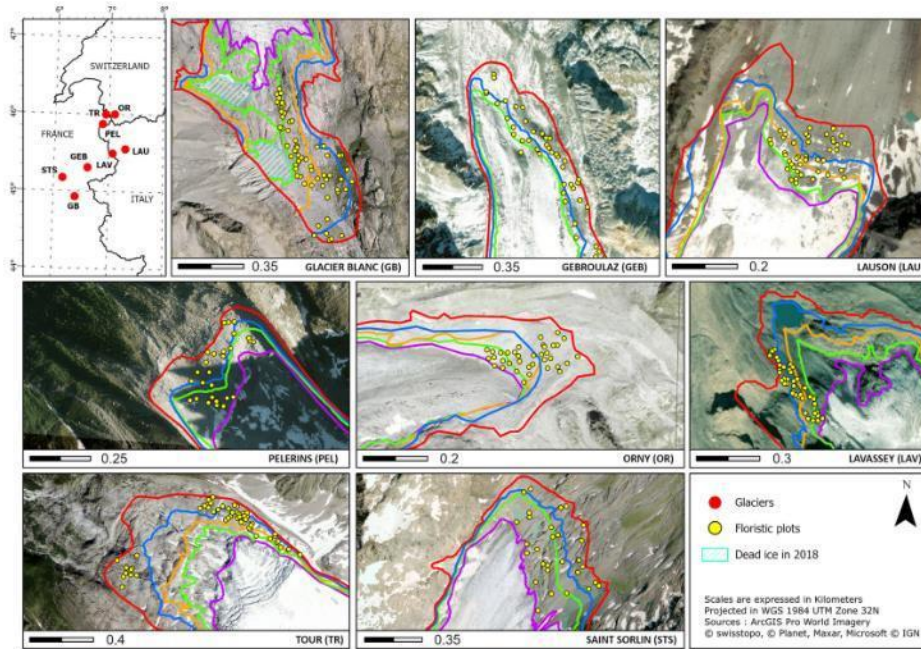 6° 7° 8°
47°
SWITZERLAND
TR OR
46°
PEL
FRANCE
GEB LAU
STS LAV
45°
GB ITALY
44°
0.35 GLACIER BLANC (GB)
0.35 GEBROULAZ (GEB)
0.2 LAUSON (LAU
0.25 PELERINS (PEL)
0.2 ORNY (OR)
0.3 LAVASSEY (LAV)
0.4 TOUR (TR)
0.35 SAINT SORLIN (STS)
N
Glaciers
Floristic plots
Dead ice in 2018
Scales are expressed in Kilometers
Projected in WGS 1984 UTM Zone 32N
Sources : ArcGIS Pro World Imagery
© swisstopo, © Planet, Maxar, Microsoft © IGN